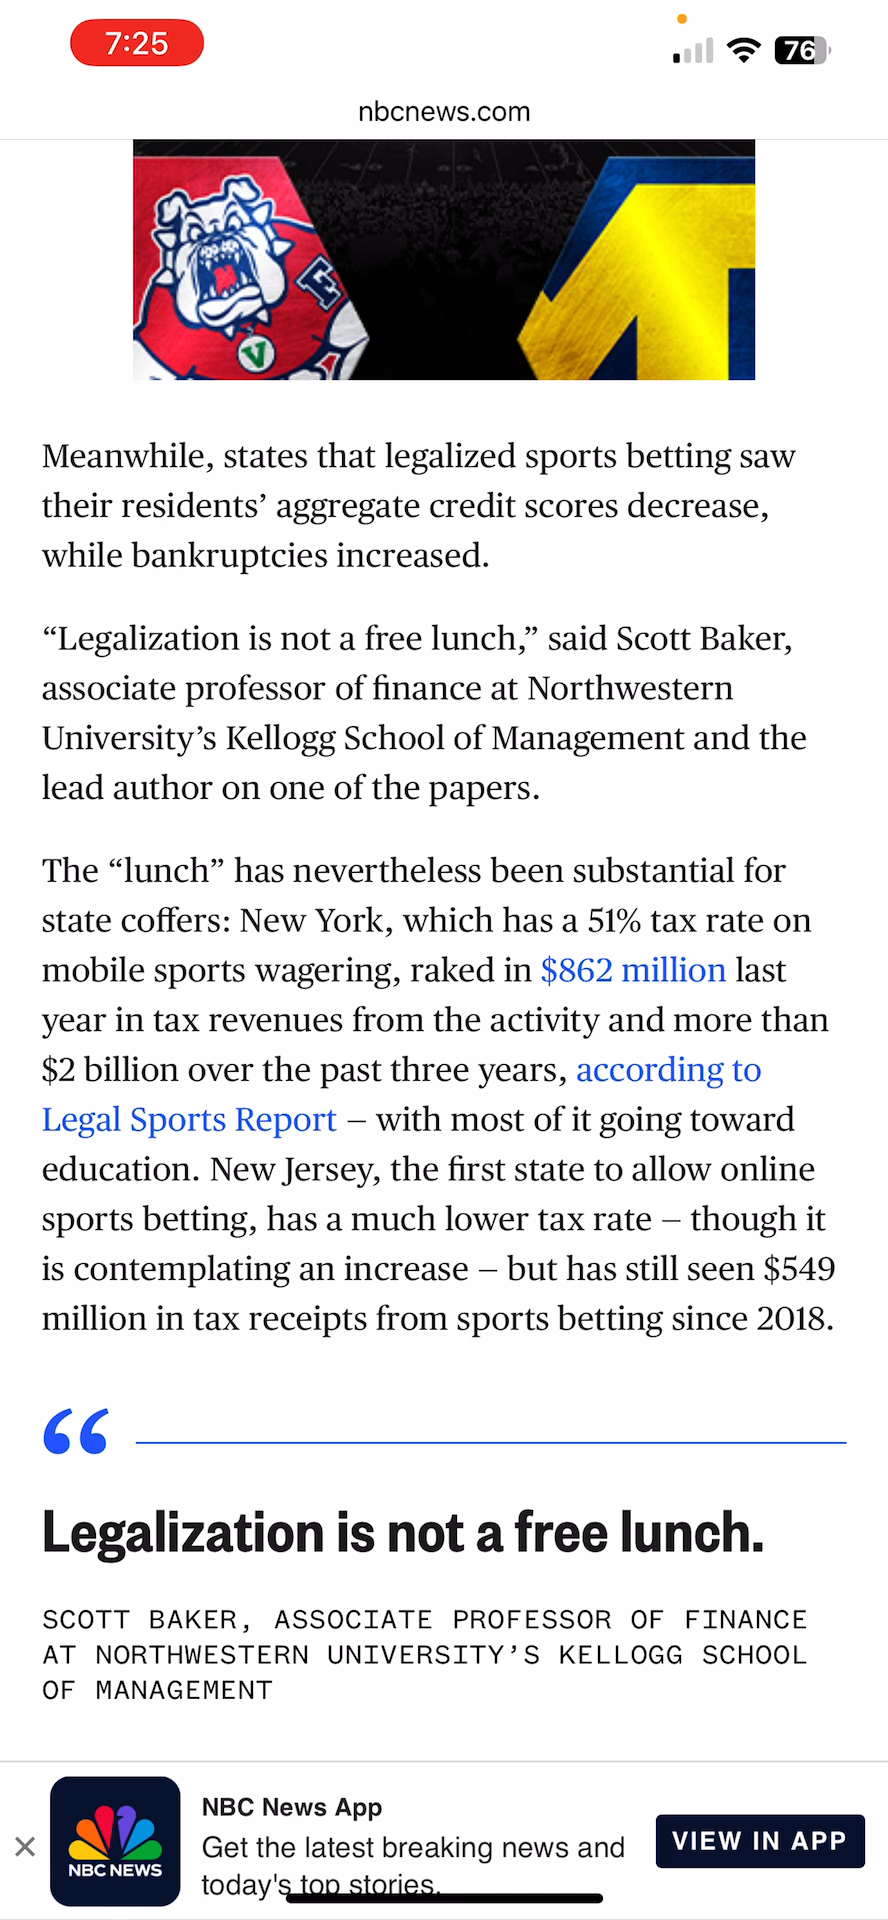 7:25
76
nbcnews.com
F
V
Meanwhile, states that legalized sports betting saw
their residents’ aggregate credit scores decrease,
while bankruptcies increased.
“Legalization is not a free lunch,” said Scott Baker,
associate professor of finance at Northwestern
University’s Kellogg School of Management and the
lead author on one of the papers.
The “lunch” has nevertheless been substantial for
state coffers: New York, which has a 51% tax rate on
mobile sports wagering, raked in $862 million last
year in tax revenues from the activity and more than
$2 billion over the past three years, according to
Legal Sports Report – with most of it going toward
education. New Jersey, the first state to allow online
sports betting, has a much lower tax rate – though it
is contemplating an increase – but has still seen $549
million in tax receipts from sports betting since 2018.
“
Legalization is not a free lunch.
SCOTT BAKER, ASSOCIATE PROFESSOR OF FINANCE
AT NORTHWESTERN UNIVERSITY’S KELLOGG SCHOOL
OF MANAGEMENT
NBC News App
Get the latest breaking news and
today's top stories.
NBC NEWS
VIEW IN APP